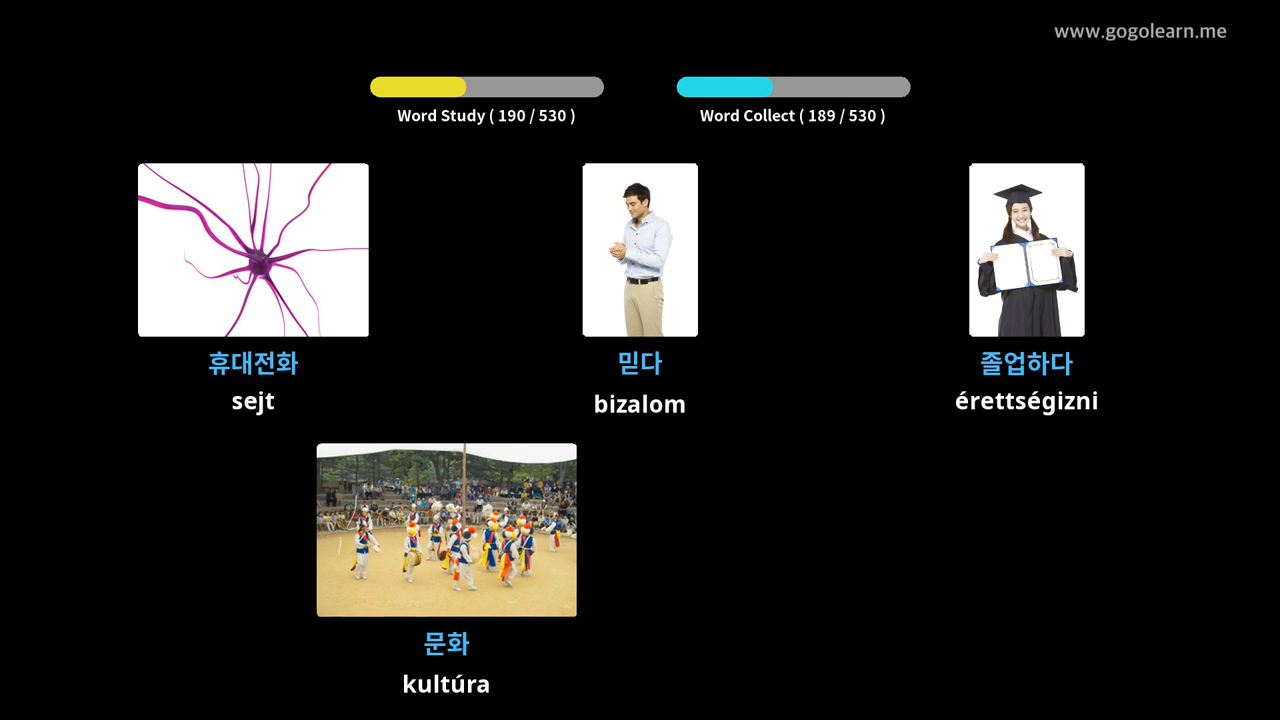 www.gogolearn.me
Word Study ( 190 / 530 )
Word Collect ( 189 / 530 )
휴대전화
믿다
졸업하다
sejt
bizalom
érettségizni
문화
kultúra